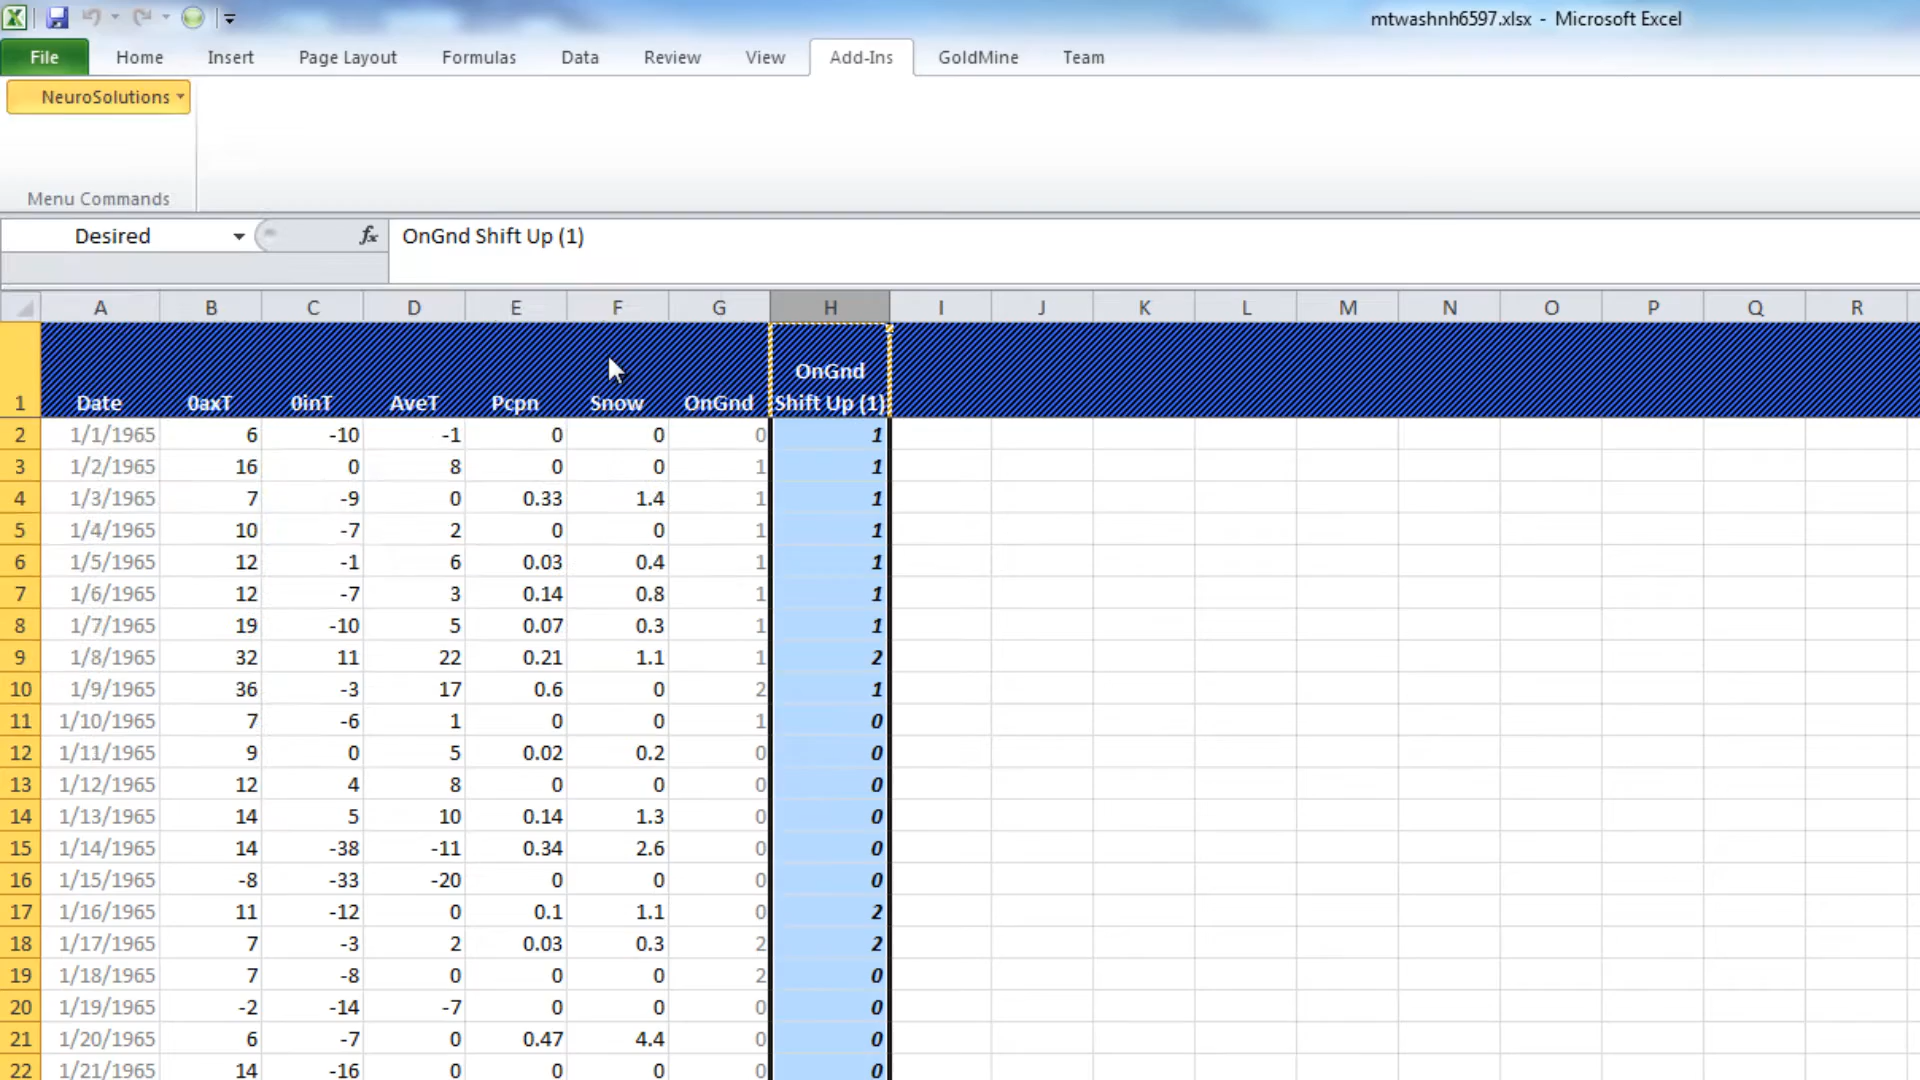 mtwashnh6597.xlsx - Microsoft Excel
File Home Insert Page Layout Formulas Data Review View Add-Ins GoldMine Team
NeuroSolutions
Menu Commands
Desired fx OnGnd Shift Up (1)
A B C D E F G H I J K L M N O P Q R
OnGnd
1 Date 0axT 0inT AveT Pcpn Snow OnGnd Shift Up (1)
2 1/1/1965 6 -10 -1 0 0 0 1
3 1/2/1965 16 0 8 0 0 1 1
4 1/3/1965 7 -9 0 0.33 1.4 1 1
5 1/4/1965 10 -7 2 0 0 1 1
6 1/5/1965 12 -1 6 0.03 0.4 1 1
7 1/6/1965 12 -7 3 0.14 0.8 1 1
8 1/7/1965 19 -10 5 0.07 0.3 1 1
9 1/8/1965 32 11 22 0.21 1.1 1 2
10 1/9/1965 36 -3 17 0.6 0 2 1
11 1/10/1965 7 -6 1 0 0 1 0
12 1/11/1965 9 0 5 0.02 0.2 0 0
13 1/12/1965 12 4 8 0 0 0 0
14 1/13/1965 14 5 10 0.14 1.3 0 0
15 1/14/1965 14 -38 -11 0.34 2.6 0 0
16 1/15/1965 -8 -33 -20 0 0 0 0
17 1/16/1965 11 -12 0 0.1 1.1 0 2
18 1/17/1965 7 -3 2 0.03 0.3 2 2
19 1/18/1965 7 -8 0 0 0 2 0
20 1/19/1965 -2 -14 -7 0 0 0 0
21 1/20/1965 6 -7 0 0.47 4.4 0 0
22 1/21/1965 14 -16 0 0 0 0 0